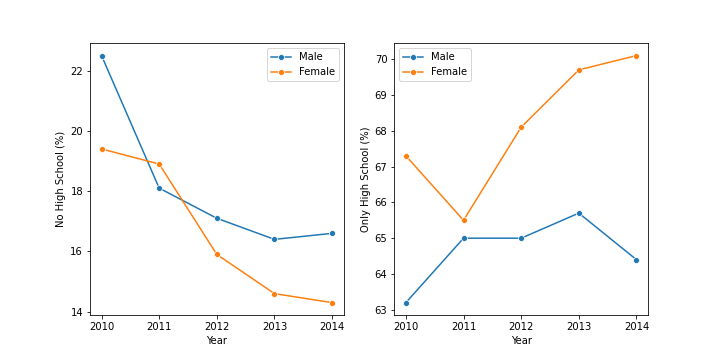 Male
Female
22
20
18
16
14
No High School (%)
2010 2011 2012 2013 2014
Year
Male
Female
70
69
68
67
66
65
64
63
Only High School (%)
2010 2011 2012 2013 2014
Year